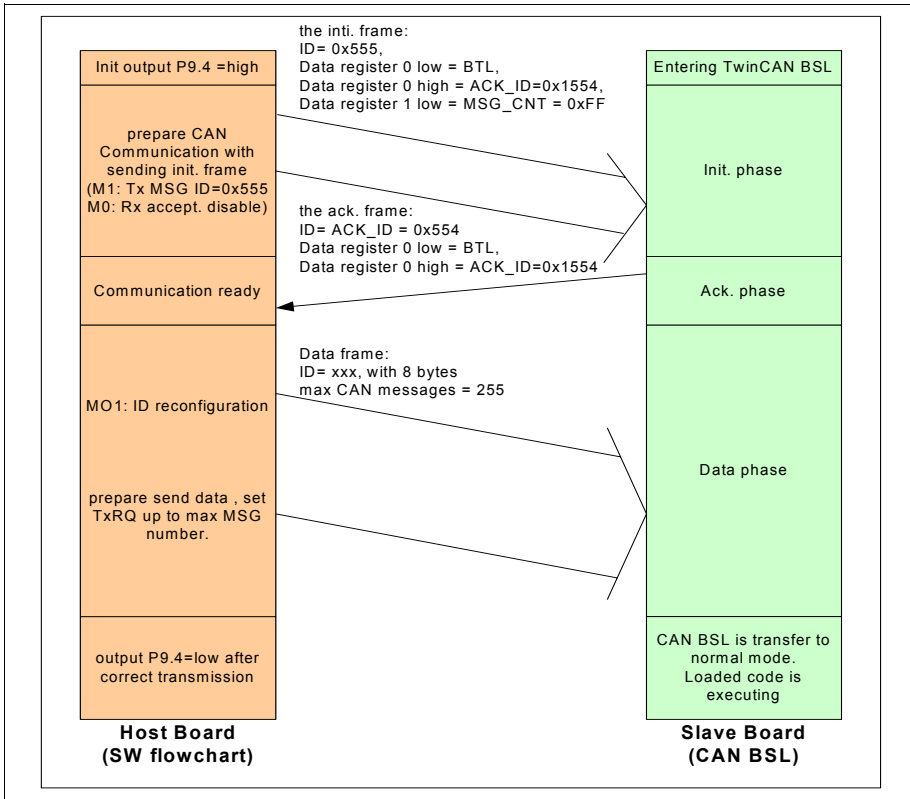 the inti. frame:
ID= 0x555,
Data register 0 low = BTL,
Data register 0 high = ACK_ID=0x1554,
Data register 1 low = MSG_CNT = 0xFF
Init output P9.4 =high
Entering TwinCAN BSL
prepare CAN
Communication with
sending init. frame
(M1: Tx MSG ID=0x555
M0: Rx accept. disable)
Init. phase
the ack. frame:
ID= ACK_ID = 0x554
Data register 0 low = BTL,
Data register 0 high = ACK_ID=0x1554
Communication ready
Ack. phase
Data frame:
ID= xxx, with 8 bytes
max CAN messages = 255
MO1: ID reconfiguration
prepare send data , set
TxRQ up to max MSG
number.
Data phase
output P9.4=low after
correct transmission
CAN BSL is transfer to
normal mode.
Loaded code is
executing
Host Board
(SW flowchart)
Slave Board
(CAN BSL)